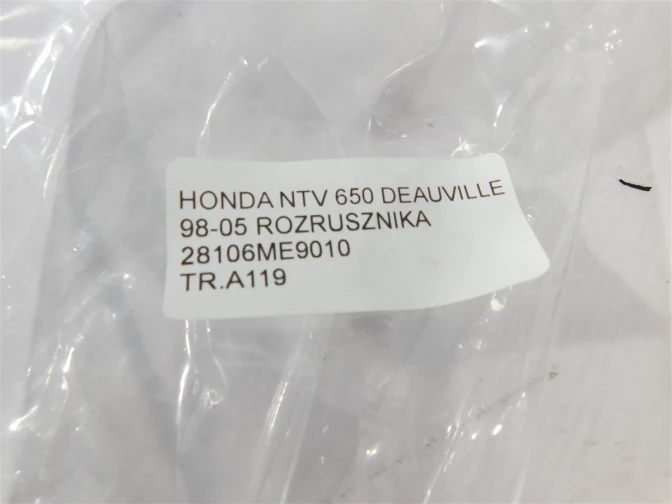 HONDA NTV 650 DEAUVILLE
98-05 ROZRUSZNIKA
28106ME9010
TR.A119